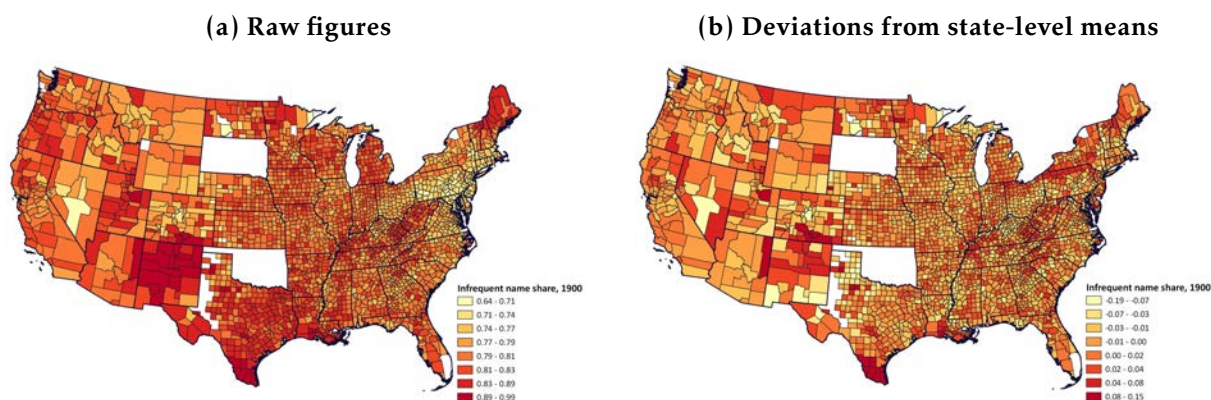 (a) Raw figures
(b) Deviations from state-level means
Infrequent name share, 1900
0.64 - 0.71
0.71 - 0.74
0.74 - 0.77
0.77 - 0.79
0.79 - 0.81
0.81 - 0.83
0.83 - 0.89
0.89 - 0.99
Infrequent name share, 1900
-0.19 - -0.07
-0.07 - -0.03
-0.03 - -0.01
-0.01 - 0.00
0.00 - 0.02
0.02 - 0.04
0.04 - 0.08
0.08 - 0.15